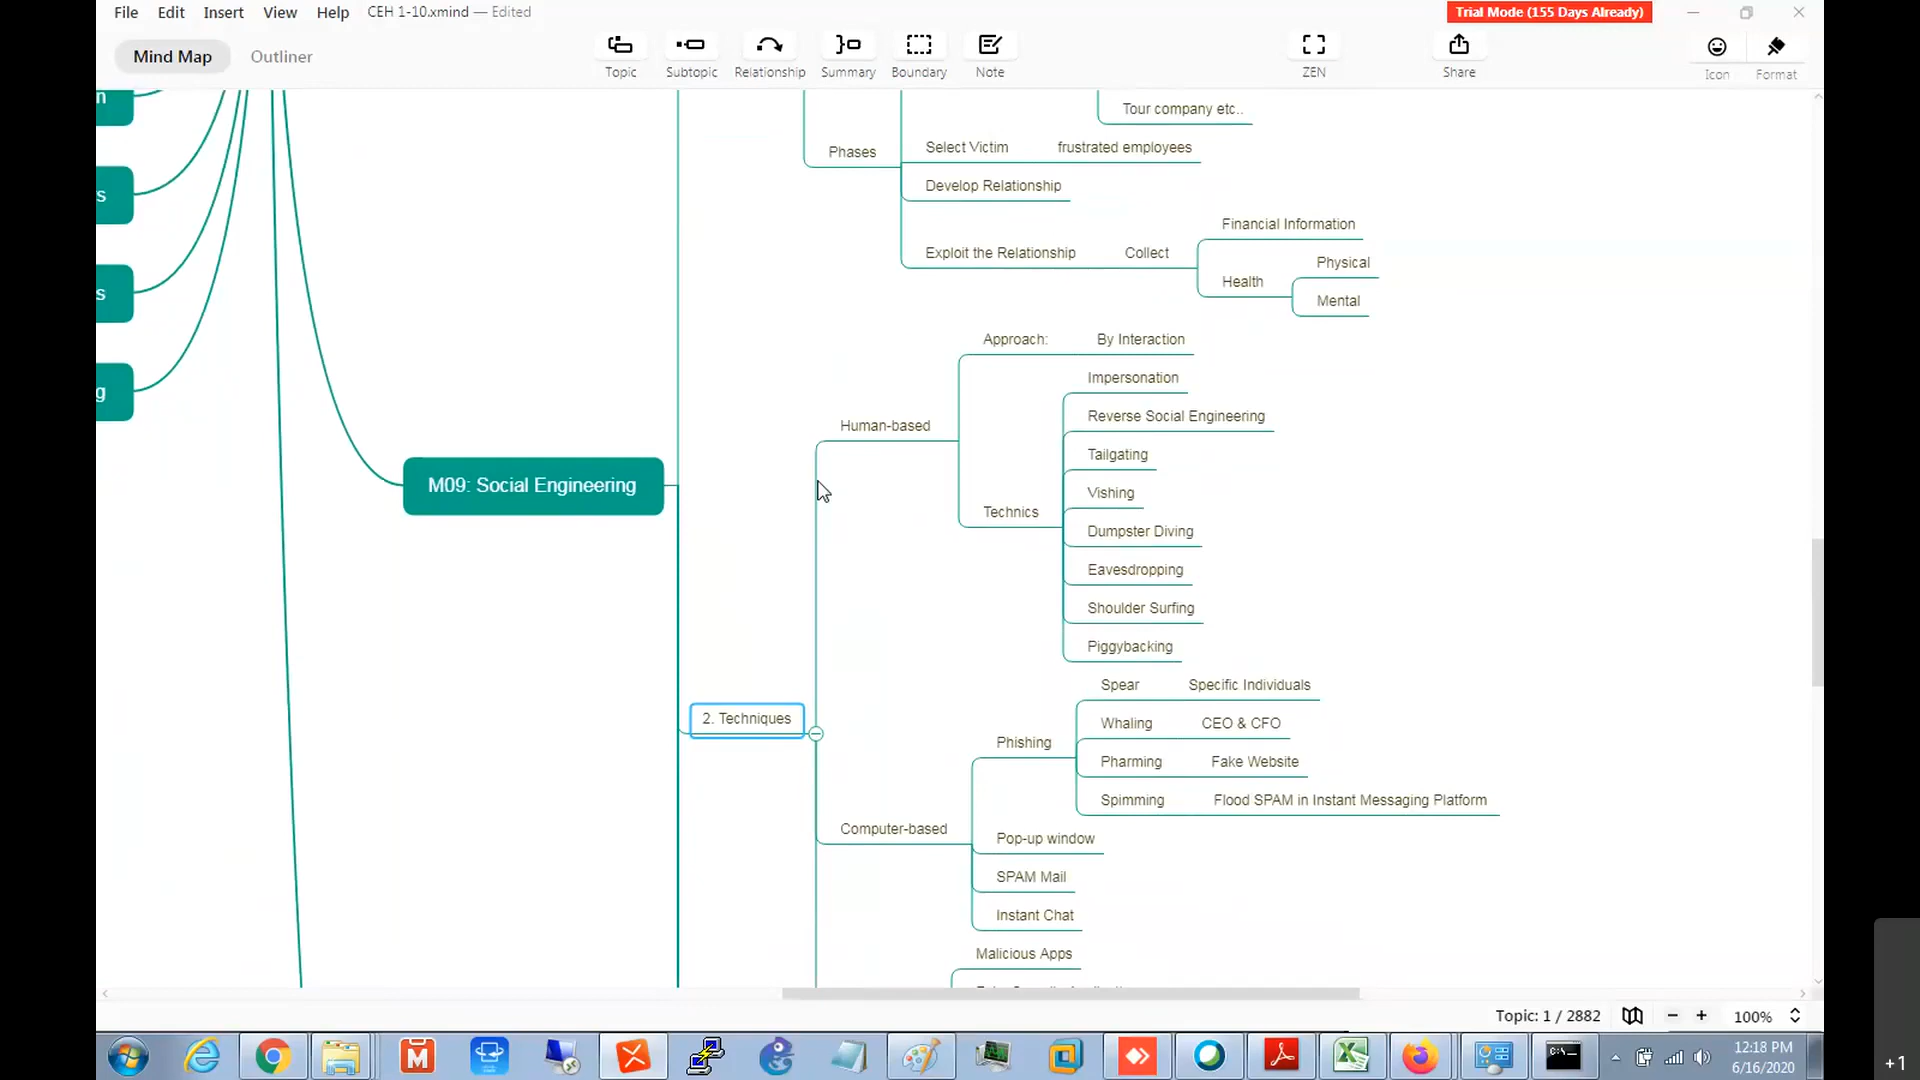 File Edit Insert View Help CEH 1-10.xmind — Edited
Trial Mode (155 Days Already)
Mind Map Outliner
Topic Subtopic Relationship Summary Boundary Note ZEN Share Icon Format
n
s
s
g
Tour company etc..
Phases
Select Victim frustrated employees
Develop Relationship
Exploit the Relationship Collect
Financial Information
Health
Physical
Mental
M09: Social Engineering
2. Techniques
Human-based
Approach: By Interaction
Technics
Impersonation
Reverse Social Engineering
Tailgating
Vishing
Dumpster Diving
Eavesdropping
Shoulder Surfing
Piggybacking
Computer-based
Phishing
Spear Specific Individuals
Whaling CEO & CFO
Pharming Fake Website
Spimming Flood SPAM in Instant Messaging Platform
Pop-up window
SPAM Mail
Instant Chat
Malicious Apps
Topic: 1 / 2882
100%
C:\
12:18 PM
6/16/2020
+1